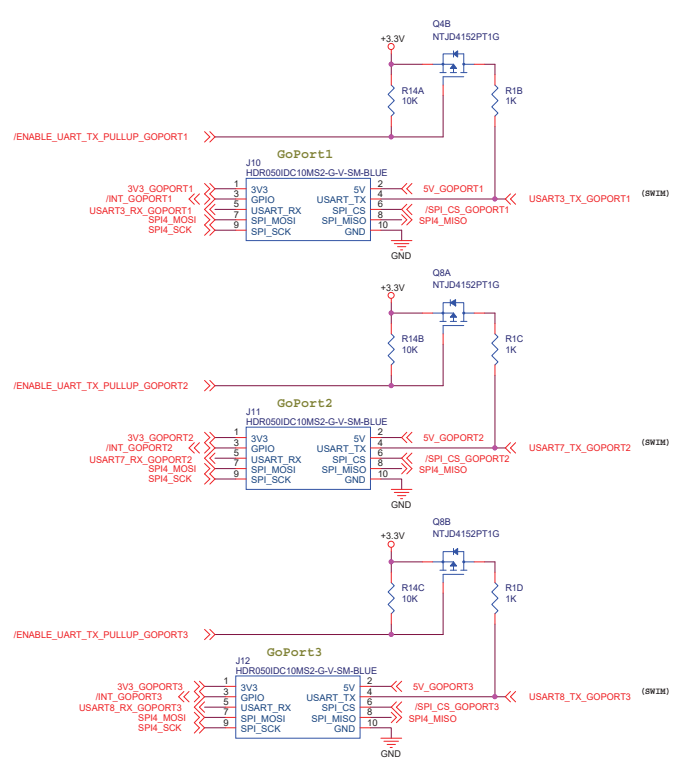 Q4B
NTJD4152PT1G
+3.3V
R14A
10K
R1B
1K
/ENABLE_UART_TX_PULLUP_GOPORT1
GoPort1
J10
HDR050IDC10MS2-G-V-SM-BLUE
3V3_GOPORT1 1 3V3 5V 2 5V_GOPORT1
/INT_GOPORT1 3 GPIO USART_TX 4 USART3_TX_GOPORT1 (SWIM)
USART3_RX_GOPORT1 5 USART_RX SPI_CS 6 /SPI_CS_GOPORT1
SPI4_MOSI 7 SPI_MOSI SPI_MISO 8 SPI4_MISO
SPI4_SCK 9 SPI_SCK GND 10
GND
Q8A
NTJD4152PT1G
+3.3V
R14B
10K
R1C
1K
/ENABLE_UART_TX_PULLUP_GOPORT2
GoPort2
J11
HDR050IDC10MS2-G-V-SM-BLUE
3V3_GOPORT2 1 3V3 5V 2 5V_GOPORT2
/INT_GOPORT2 3 GPIO USART_TX 4 USART7_TX_GOPORT2 (SWIM)
USART7_RX_GOPORT2 5 USART_RX SPI_CS 6 /SPI_CS_GOPORT2
SPI4_MOSI 7 SPI_MOSI SPI_MISO 8 SPI4_MISO
SPI4_SCK 9 SPI_SCK GND 10
GND
Q8B
NTJD4152PT1G
+3.3V
R14C
10K
R1D
1K
/ENABLE_UART_TX_PULLUP_GOPORT3
GoPort3
J12
HDR050IDC10MS2-G-V-SM-BLUE
3V3_GOPORT3 1 3V3 5V 2 5V_GOPORT3
/INT_GOPORT3 3 GPIO USART_TX 4 USART8_TX_GOPORT3 (SWIM)
USART8_RX_GOPORT3 5 USART_RX SPI_CS 6 /SPI_CS_GOPORT3
SPI4_MOSI 7 SPI_MOSI SPI_MISO 8 SPI4_MISO
SPI4_SCK 9 SPI_SCK GND 10
GND